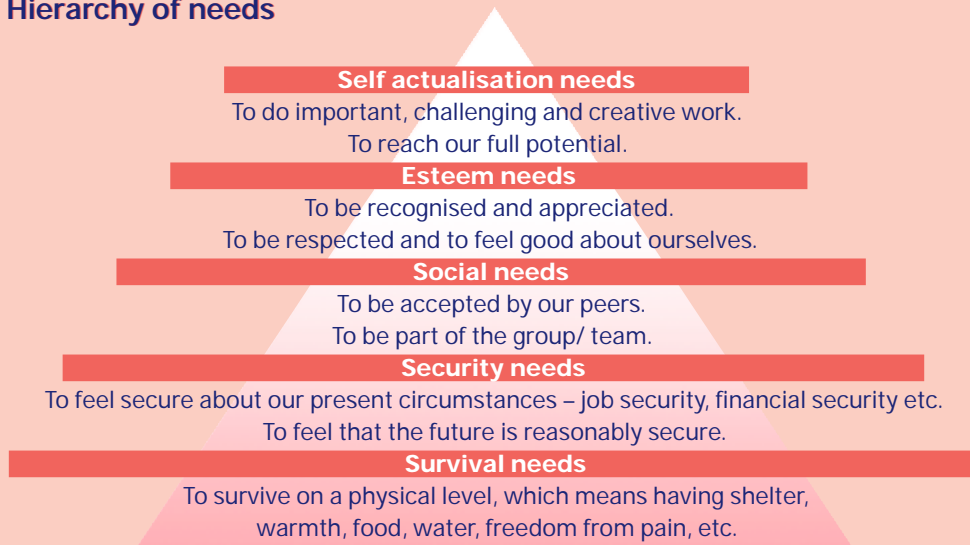 Hierarchy of needs
Self actualisation needs
To do important, challenging and creative work.
To reach our full potential.
Esteem needs
To be recognised and appreciated.
To be respected and to feel good about ourselves.
Social needs
To be accepted by our peers.
To be part of the group/ team.
Security needs
To feel secure about our present circumstances – job security, financial security etc.
To feel that the future is reasonably secure.
Survival needs
To survive on a physical level, which means having shelter,
warmth, food, water, freedom from pain, etc.